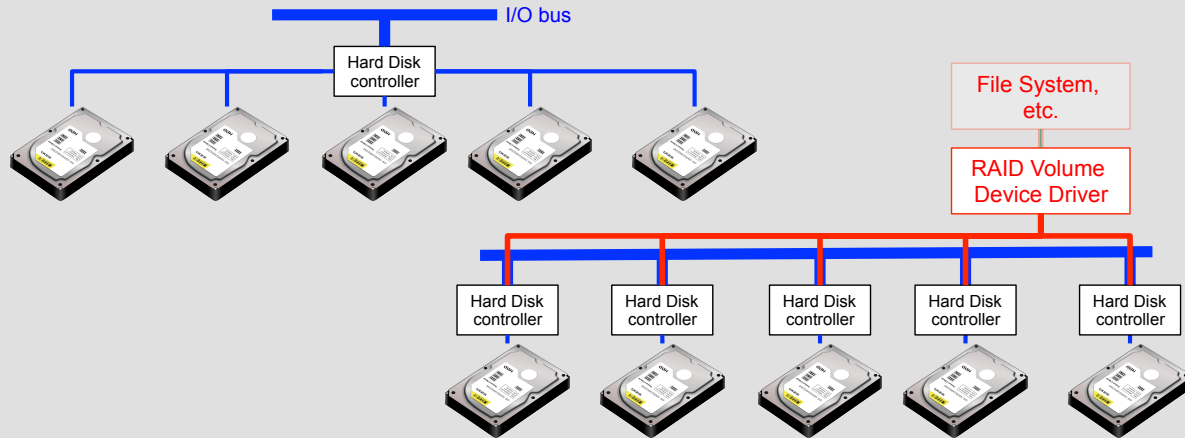 I/O bus
Hard Disk
controller
File System,
etc.
RAID Volume
Device Driver
Hard Disk
controller
Hard Disk
controller
Hard Disk
controller
Hard Disk
controller
Hard Disk
controller